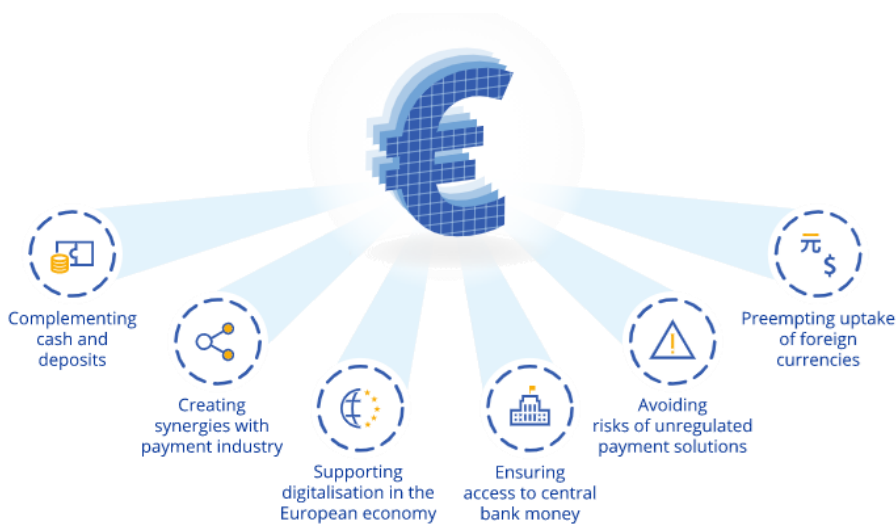 Complementing
cash and
deposits
Creating
synergies with
payment industry
Supporting
digitalisation in the
European economy
Ensuring
access to central
bank money
Avoiding
risks of unregulated
payment solutions
Preempting uptake
of foreign
currencies
€
元
$